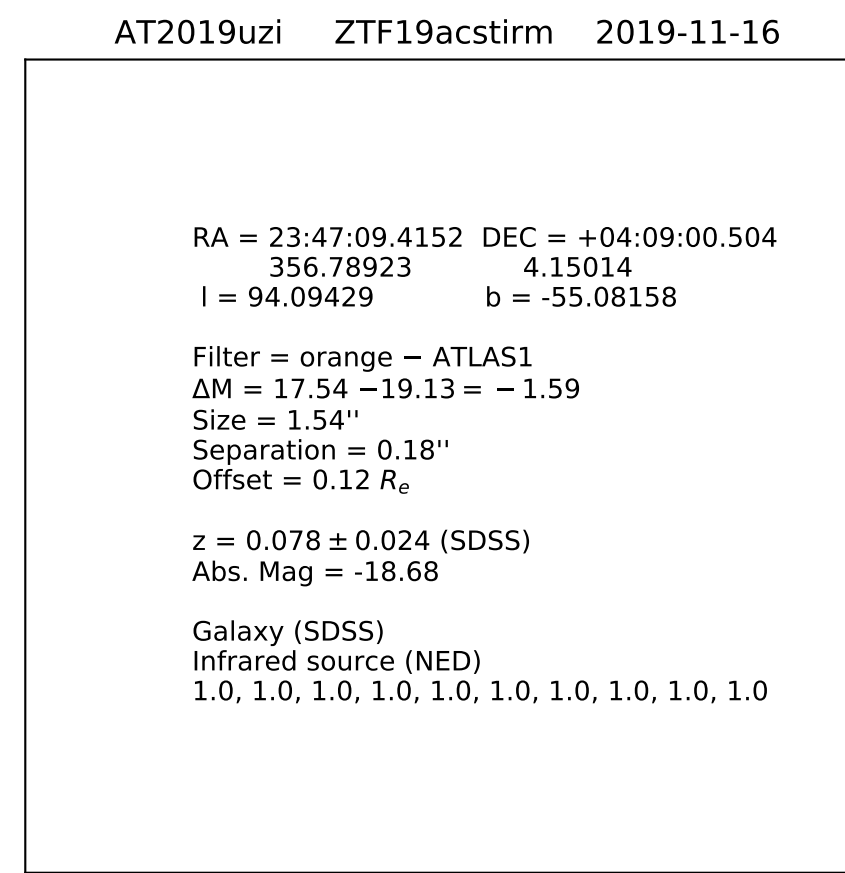 AT2019uzi ZTF19acstirm 2019-11-16
RA = 23:47:09.4152 DEC = +04:09:00.504
356.78923 4.15014
l = 94.09429 b = -55.08158
Filter = orange − ATLAS1
ΔM = 17.54 −19.13 = −1.59
Size = 1.54''
Separation = 0.18''
Offset = 0.12 Re
z = 0.078 ± 0.024 (SDSS)
Abs. Mag = -18.68
Galaxy (SDSS)
Infrared source (NED)
1.0, 1.0, 1.0, 1.0, 1.0, 1.0, 1.0, 1.0, 1.0, 1.0